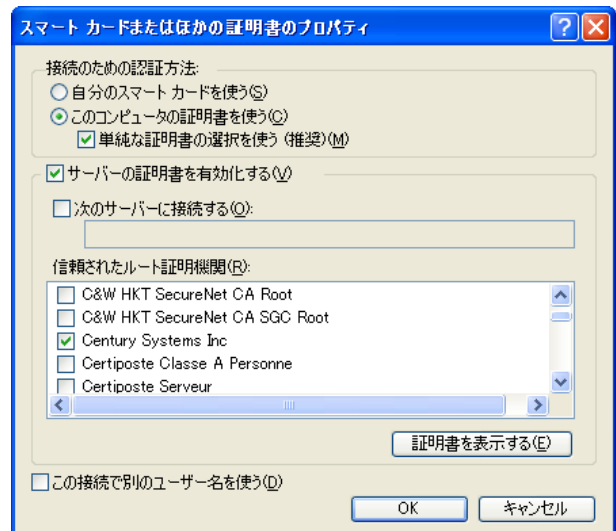 スマート カードまたはほかの証明書のプロパティ
接続のための認証方法:
自分のスマート カードを使う(S)
このコンピュータの証明書を使う(C)
単純な証明書の選択を使う (推奨)(M)
サーバーの証明書を有効化する(V)
次のサーバーに接続する(O):
信頼されたルート証明機関(R):
C&W HKT SecureNet CA Root
C&W HKT SecureNet CA SGC Root
Century Systems Inc
Certiposte Classe A Personne
Certiposte Serveur
証明書を表示する(E)
この接続で別のユーザー名を使う(D)
OK
キャンセル